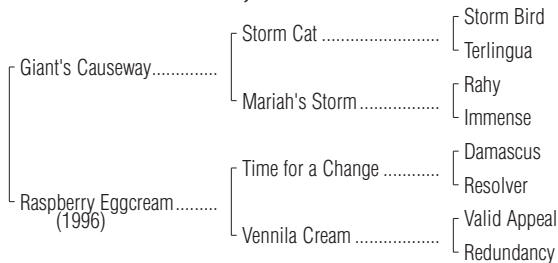 Storm Bird
Storm Cat ........................
Terlingua
Giant's Causeway..............
Rahy
Mariah's Storm.................
Immense
Damascus
Time for a Change ............
Resolver
Raspberry Eggcream.........
(1996)
Valid Appeal
Vennila Cream .................
Redundancy